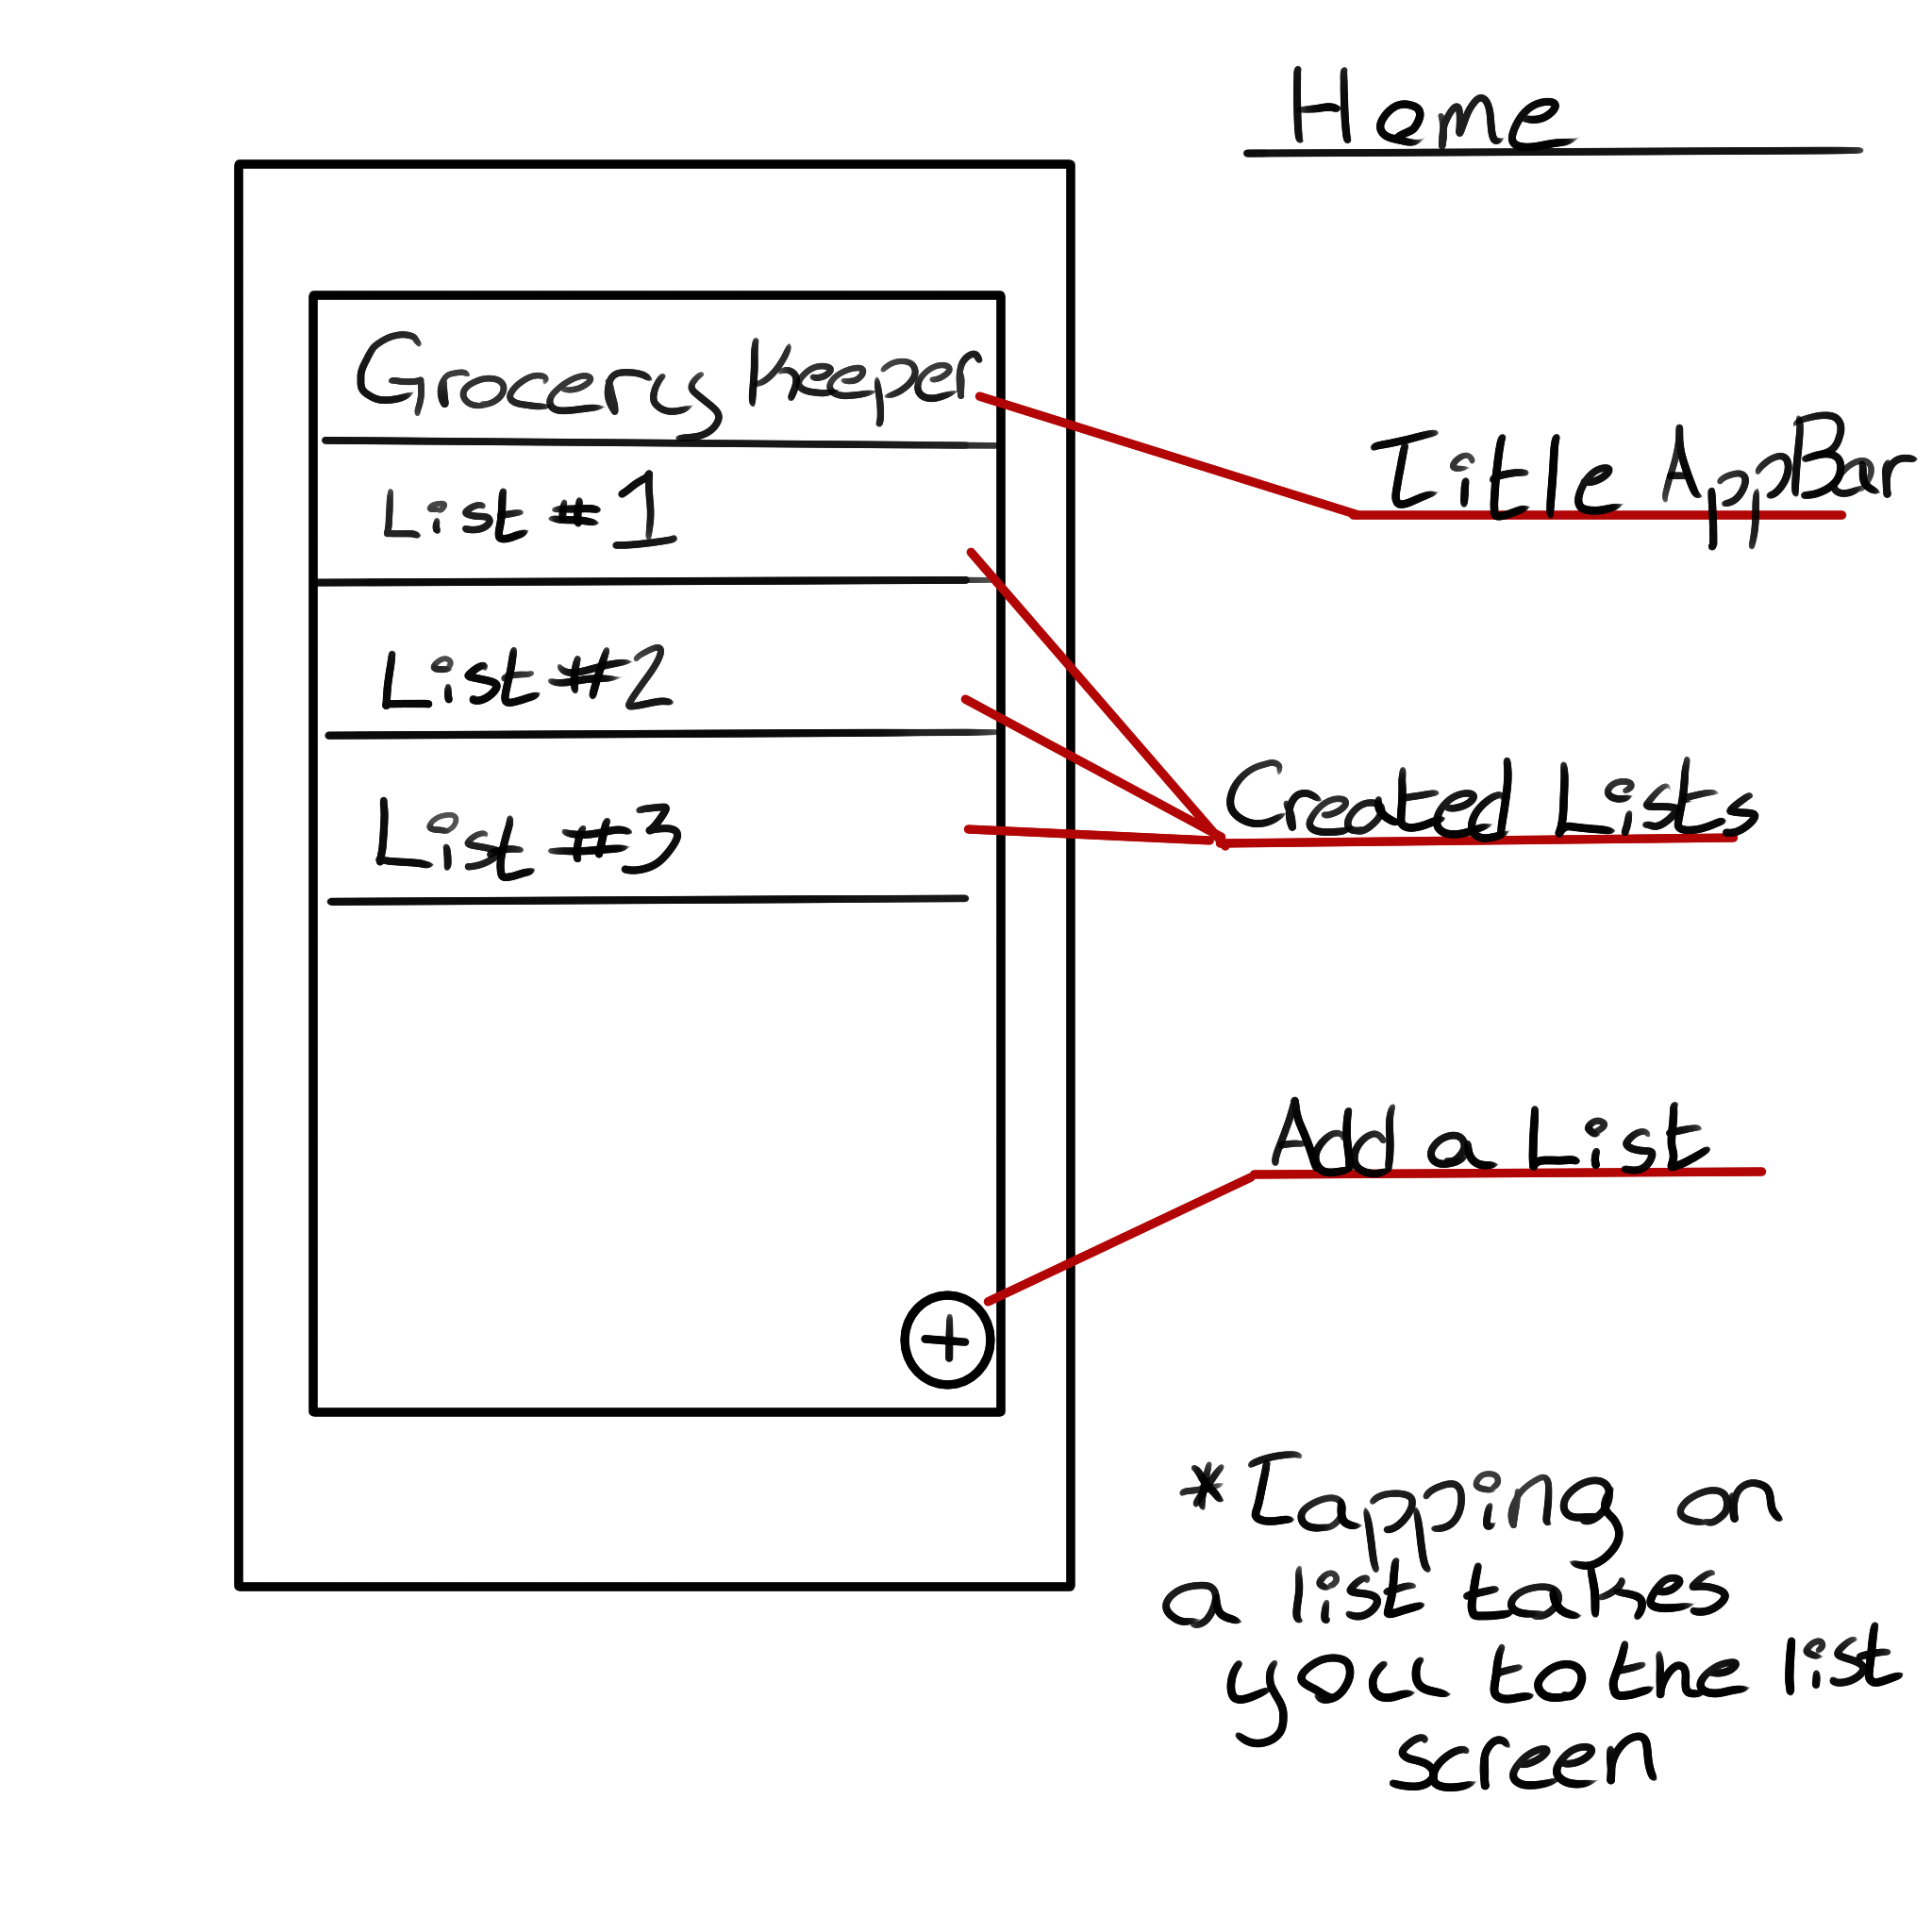 Home
Grocery Keeper
Title AppBar
List #1
List #2
List #3
Created Lists
Add a List
+
*Tapping on
a list takes
you to the list
screen